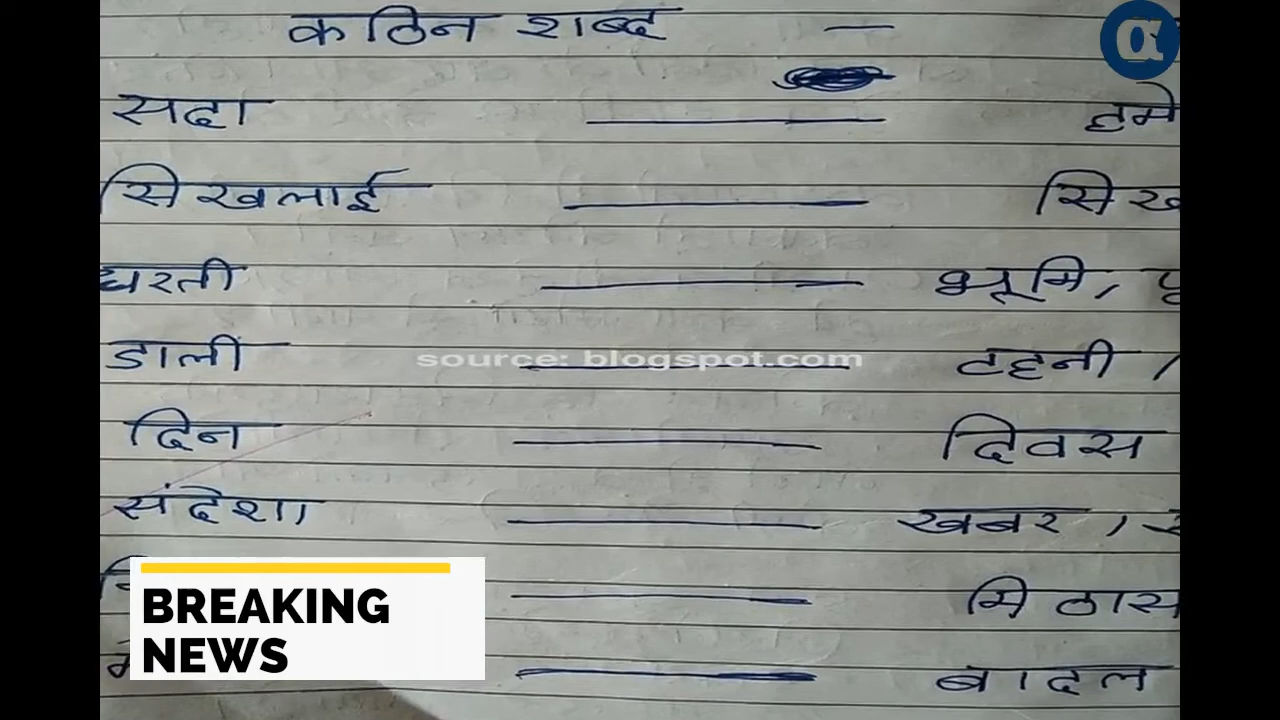 कठिन शब्द —
सदा — हमे
सिखलाई — सिख
धरती — भूमि, पृ
डाली — टहनी,
source: blogspot.com
दिन — दिवस
संदेशा — खबर,
— मिठास
— बादल
BREAKING
NEWS